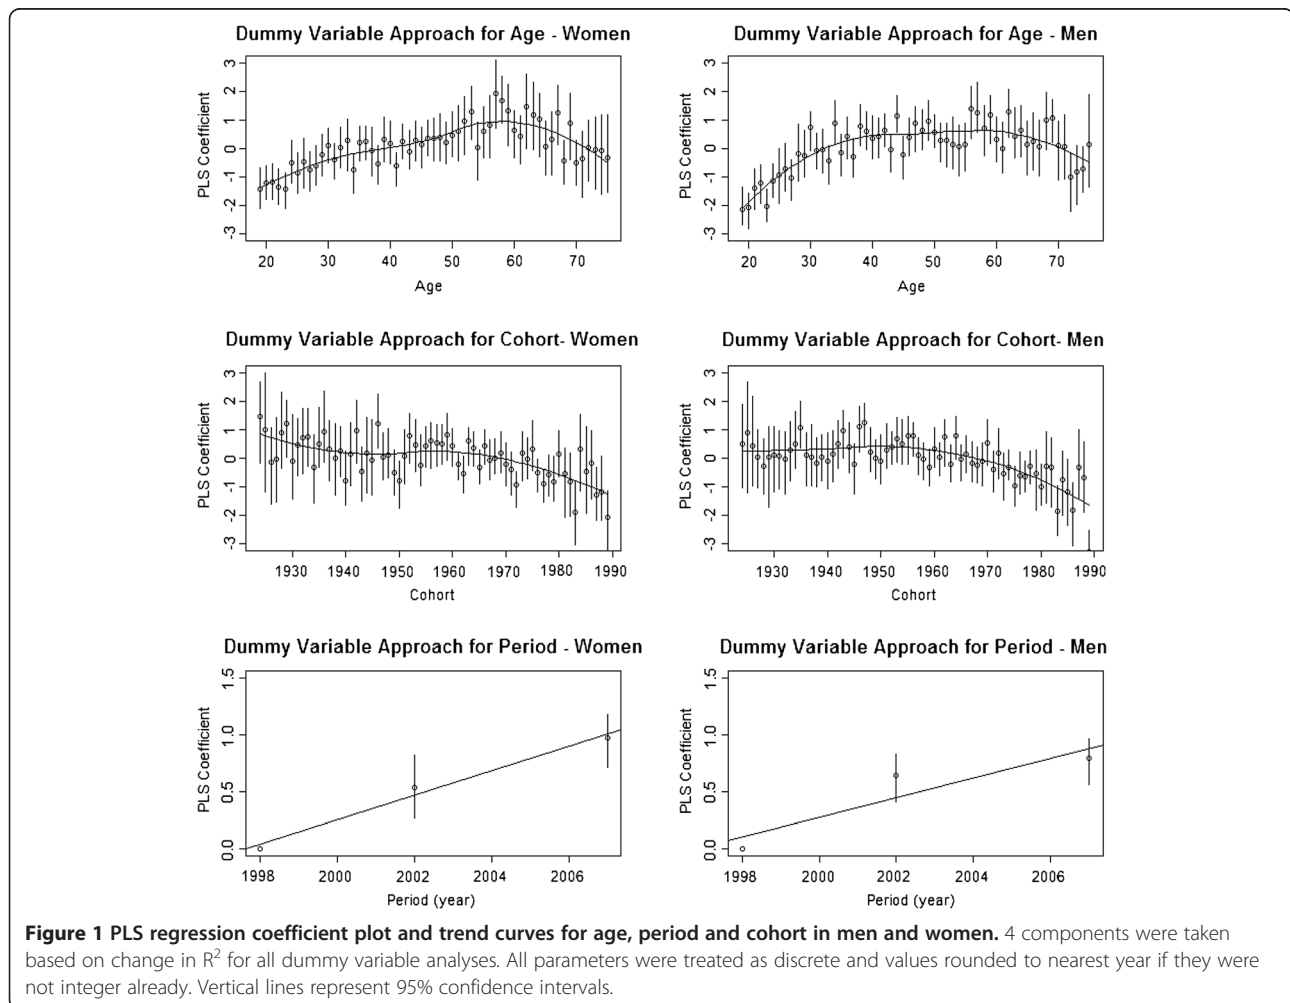 Dummy Variable Approach for Age - Women
Dummy Variable Approach for Age - Men
PLS Coefficient
3
2
1
0
-1
-2
-3
20 30 40 50 60 70
Age
PLS Coefficient
3
2
1
0
-1
-2
-3
20 30 40 50 60 70
Age
Dummy Variable Approach for Cohort- Women
Dummy Variable Approach for Cohort- Men
PLS Coefficient
3
2
1
0
-1
-2
-3
1930 1940 1950 1960 1970 1980 1990
Cohort
PLS Coefficient
3
2
1
0
-1
-2
-3
1930 1940 1950 1960 1970 1980 1990
Cohort
Dummy Variable Approach for Period - Women
Dummy Variable Approach for Period - Men
PLS Coefficient
1.5
1.0
0.5
0.0
1998 2000 2002 2004 2006
Period (year)
PLS Coefficient
1.5
1.0
0.5
0.0
1998 2000 2002 2004 2006
Period (year)
Figure 1 PLS regression coefficient plot and trend curves for age, period and cohort in men and women. 4 components were taken
based on change in R² for all dummy variable analyses. All parameters were treated as discrete and values rounded to nearest year if they were
not integer already. Vertical lines represent 95% confidence intervals.